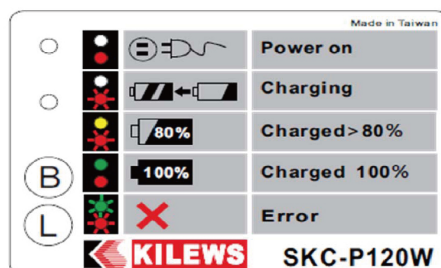 Made in Taiwan
Power on
Charging
80% Charged>80%
100% Charged 100%
B
L
Error
KILEWS SKC-P120W